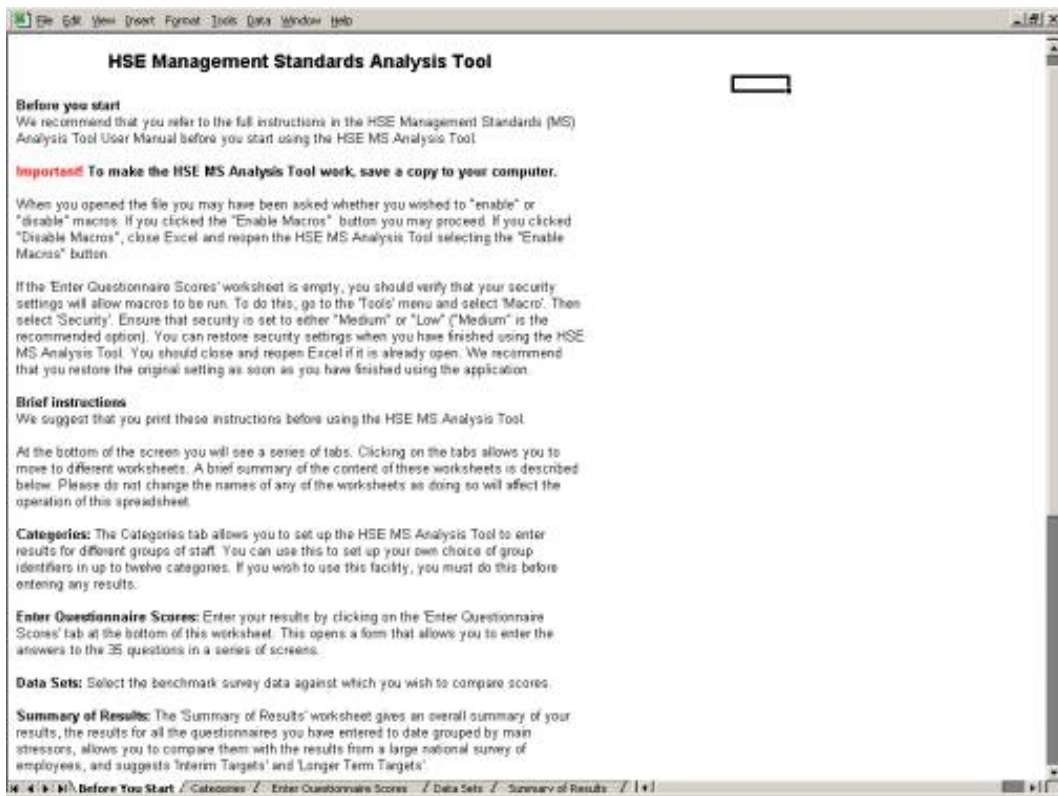 File Edit View Insert Format Tools Data Window Help
HSE Management Standards Analysis Tool
Before you start
We recommend that you refer to the full instructions in the HSE Management Standards (MS)
Analysis Tool User Manual before you start using the HSE MS Analysis Tool.
Important! To make the HSE MS Analysis Tool work, save a copy to your computer.
When you opened the file you may have been asked whether you wished to "enable" or
"disable" macros. If you clicked the "Enable Macros" button you may proceed. If you clicked
"Disable Macros", close Excel and reopen the HSE MS Analysis Tool selecting the "Enable
Macros" button.
If the 'Enter Questionnaire Scores' worksheet is empty, you should verify that your security
settings will allow macros to be run. To do this, go to the 'Tools' menu and select 'Macro'. Then
select 'Security'. Ensure that security is set to either "Medium" or "Low" ("Medium" is the
recommended option). You can restore security settings when you have finished using the HSE
MS Analysis Tool. You should close and reopen Excel if it is already open. We recommend
that you restore the original setting as soon as you have finished using the application.
Brief instructions
We suggest that you print these instructions before using the HSE MS Analysis Tool.
At the bottom of the screen you will see a series of tabs. Clicking on the tabs allows you to
move to different worksheets. A brief summary of the content of these worksheets is described
below. Please do not change the names of any of the worksheets as doing so will affect the
operation of this spreadsheet.
Categories: The Categories tab allows you to set up the HSE MS Analysis Tool to enter
results for different groups of staff. You can use this to set up your own choice of group
identifiers in up to twelve categories. If you wish to use this facility, you must do this before
entering any results.
Enter Questionnaire Scores: Enter your results by clicking on the 'Enter Questionnaire
Scores' tab at the bottom of this worksheet. This opens a form that allows you to enter the
answers to the 35 questions in a series of screens.
Data Sets: Select the benchmark survey data against which you wish to compare scores.
Summary of Results: The 'Summary of Results' worksheet gives an overall summary of your
results, the results for all the questionnaires you have entered to date grouped by main
stressors, allows you to compare them with the results from a large national survey of
employees, and suggests 'Interim Targets' and 'Longer Term Targets'.
Before You Start / Categories / Enter Questionnaire Scores / Data Sets / Summary of Results /